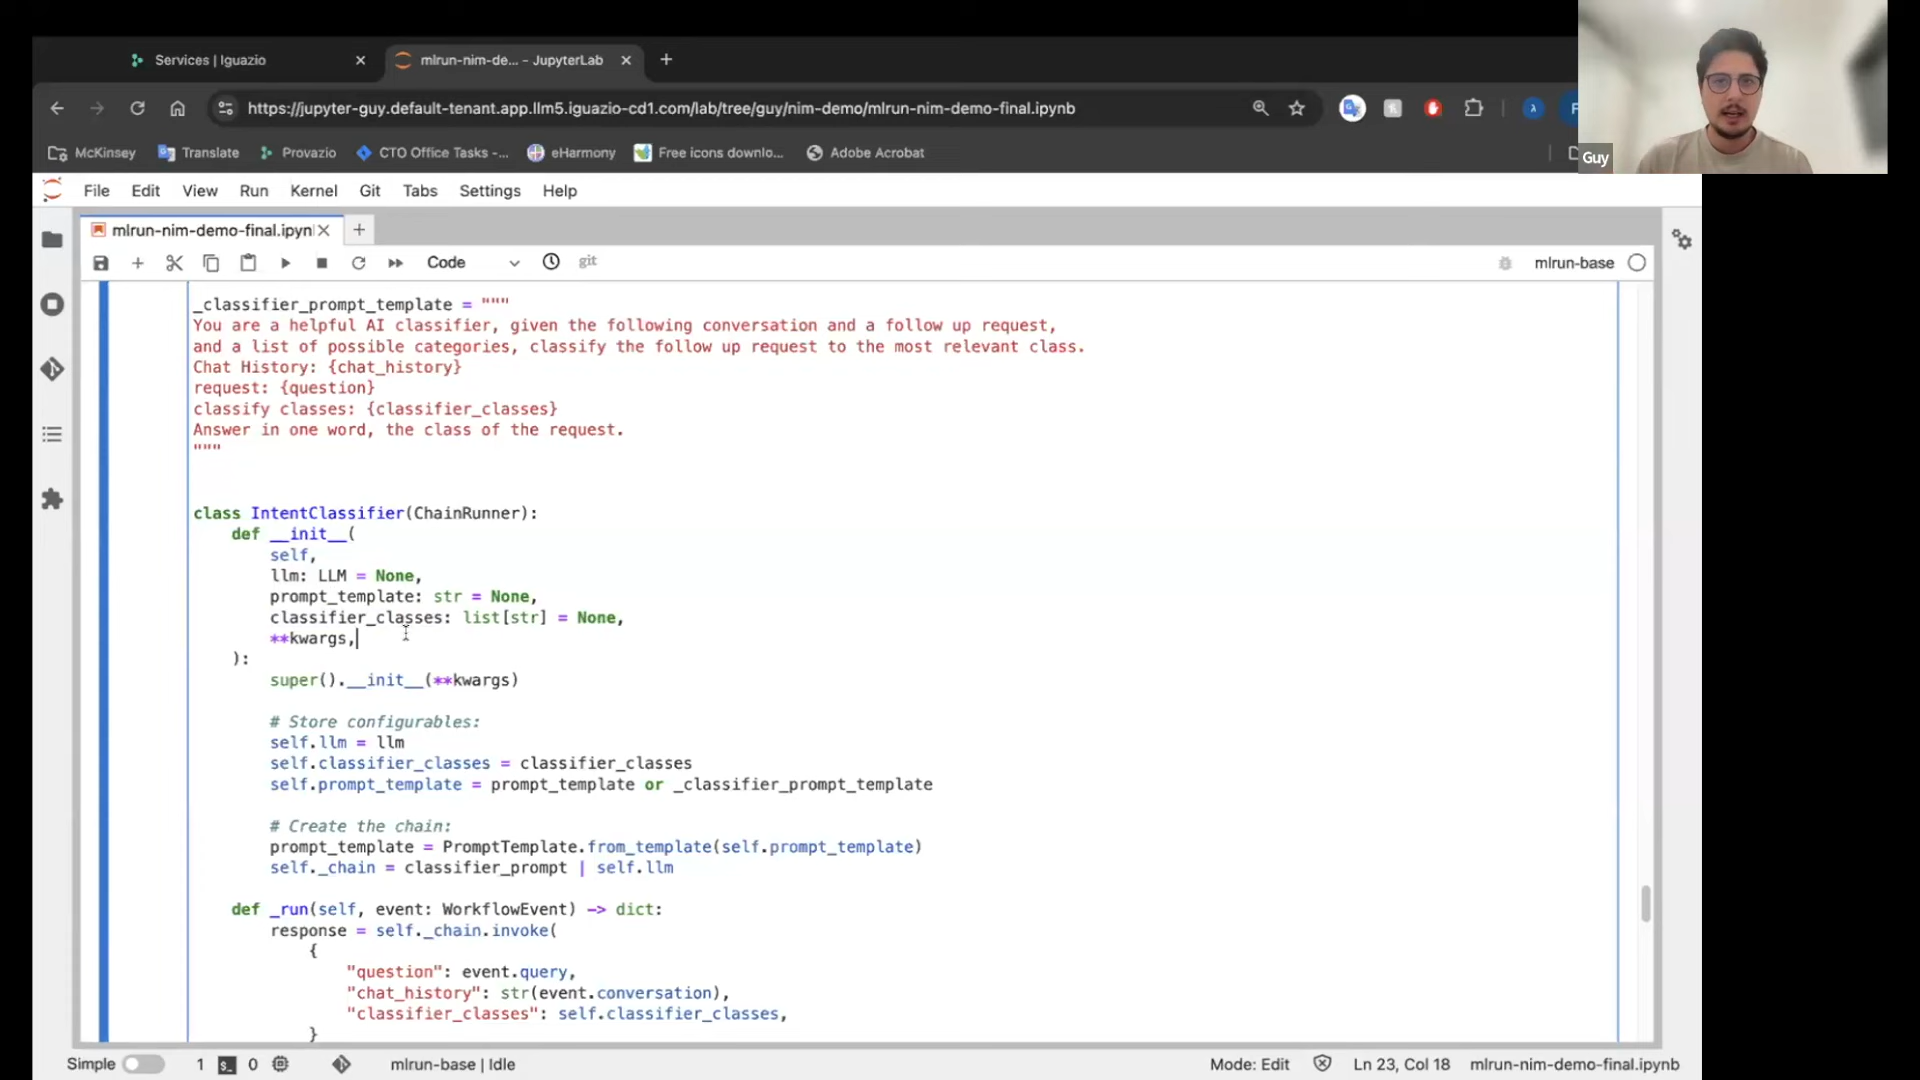 Services | Iguazio
mlrun-nim-de... - JupyterLab
https://jupyter-guy.default-tenant.app.llm5.iguazio-cd1.com/lab/tree/guy/nim-demo/mlrun-nim-demo-final.ipynb
McKinsey
Translate
Provazio
CTO Office Tasks -...
eHarmony
Free icons downlo...
Adobe Acrobat
Guy
File Edit View Run Kernel Git Tabs Settings Help
mlrun-nim-demo-final.ipyn
Code
git
mlrun-base
_classifier_prompt_template = """
You are a helpful AI classifier, given the following conversation and a follow up request,
and a list of possible categories, classify the follow up request to the most relevant class.
Chat History: {chat_history}
request: {question}
classify classes: {classifier_classes}
Answer in one word, the class of the request.
"""
class IntentClassifier(ChainRunner):
def __init__(
self,
llm: LLM = None,
prompt_template: str = None,
classifier_classes: list[str] = None,
**kwargs,
):
super().__init__(**kwargs)
# Store configurables:
self.llm = llm
self.classifier_classes = classifier_classes
self.prompt_template = prompt_template or _classifier_prompt_template
# Create the chain:
prompt_template = PromptTemplate.from_template(self.prompt_template)
self._chain = classifier_prompt | self.llm
def _run(self, event: WorkflowEvent) -> dict:
response = self._chain.invoke(
{
"question": event.query,
"chat_history": str(event.conversation),
"classifier_classes": self.classifier_classes,
}
Simple 1 0 mlrun-base | Idle Mode: Edit Ln 23, Col 18 mlrun-nim-demo-final.ipynb